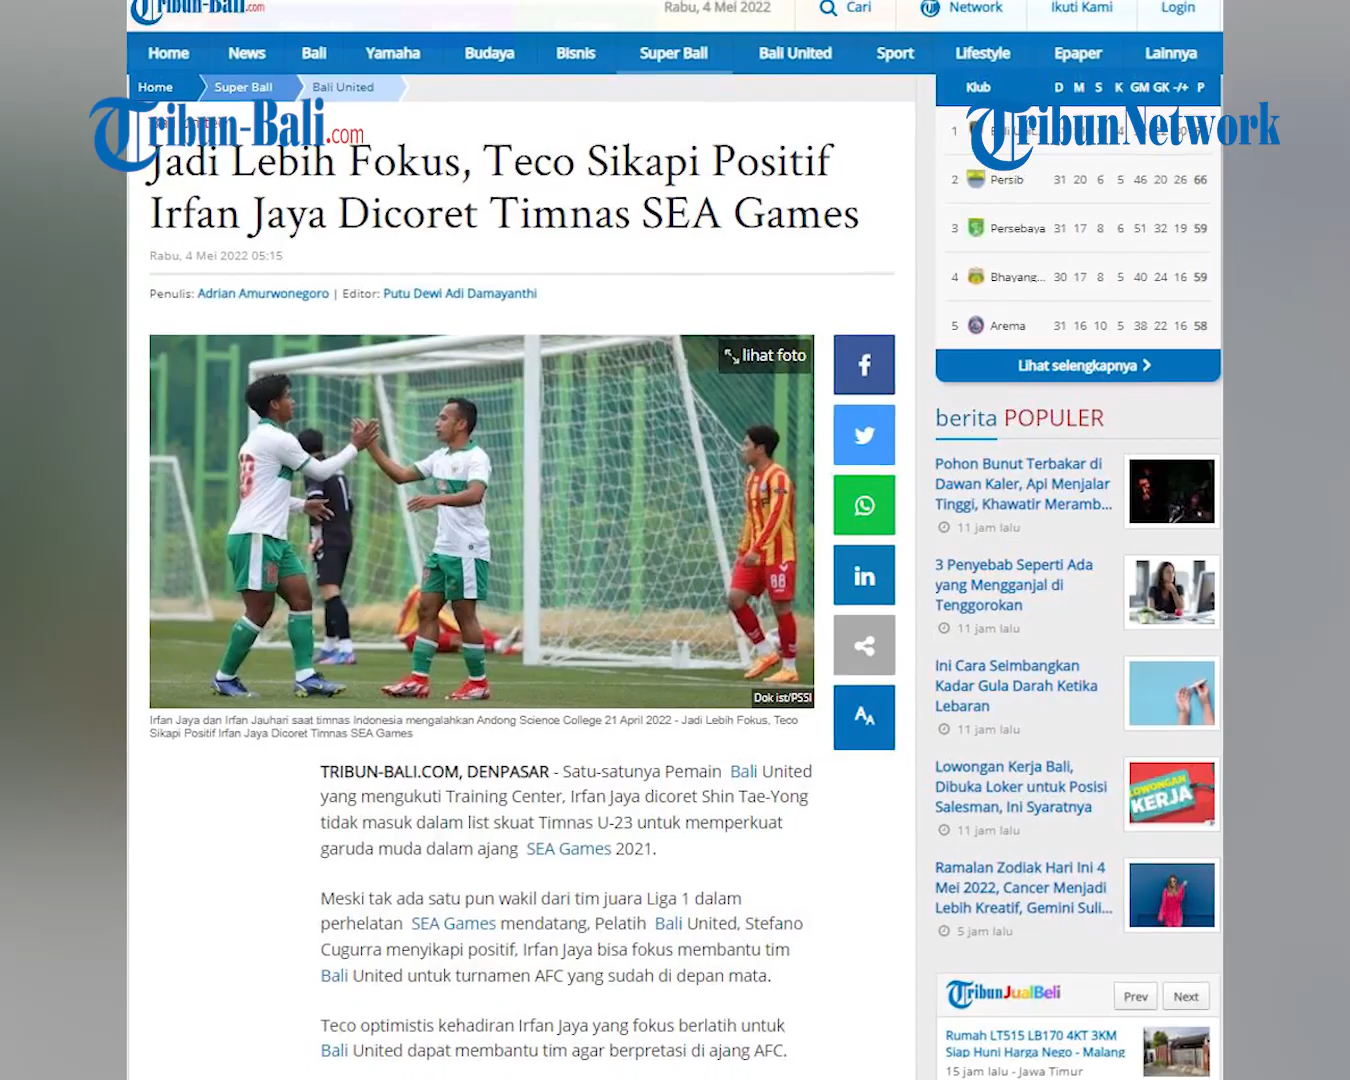 Tribun-Bali.com
Rabu, 4 Mei 2022
Cari
Network
Ikuti Kami
Login
Home
News
Bali
Yamaha
Budaya
Bisnis
Super Ball
Bali United
Sport
Lifestyle
Epaper
Lainnya
Home
Super Ball
Bali United
Tribun-Bali.com
TribunNetwork
Jadi Lebih Fokus, Teco Sikapi Positif
Irfan Jaya Dicoret Timnas SEA Games
Rabu, 4 Mei 2022 05:15
Penulis: Adrian Amurwonegoro | Editor: Putu Dewi Adi Damayanthi
lihat foto
88
Dok ist/PSSI
Irfan Jaya dan Irfan Jauhari saat timnas Indonesia mengalahkan Andong Science College 21 April 2022 - Jadi Lebih Fokus, Teco
Sikapi Positif Irfan Jaya Dicoret Timnas SEA Games
TRIBUN-BALI.COM, DENPASAR - Satu-satunya Pemain Bali United
yang mengukuti Training Center, Irfan Jaya dicoret Shin Tae-Yong
tidak masuk dalam list skuat Timnas U-23 untuk memperkuat
garuda muda dalam ajang SEA Games 2021.
Meski tak ada satu pun wakil dari tim juara Liga 1 dalam
perhelatan SEA Games mendatang, Pelatih Bali United, Stefano
Cugurra menyikapi positif, Irfan Jaya bisa fokus membantu tim
Bali United untuk turnamen AFC yang sudah di depan mata.
Teco optimistis kehadiran Irfan Jaya yang fokus berlatih untuk
Bali United dapat membantu tim agar berpretasi di ajang AFC.
Klub D M S K GM GK -/+ P
1
2 Persib 31 20 6 5 46 20 26 66
3 Persebaya 31 17 8 6 51 32 19 59
4 Bhayang... 30 17 8 5 40 24 16 59
5 Arema 31 16 10 5 38 22 16 58
Lihat selengkapnya
berita POPULER
Pohon Bunut Terbakar di
Dawan Kaler, Api Menjalar
Tinggi, Khawatir Meramb...
11 jam lalu
3 Penyebab Seperti Ada
yang Mengganjal di
Tenggorokan
11 jam lalu
Ini Cara Seimbangkan
Kadar Gula Darah Ketika
Lebaran
11 jam lalu
Lowongan Kerja Bali,
Dibuka Loker untuk Posisi
Salesman, Ini Syaratnya
11 jam lalu
LOWONGAN
KERJA
Ramalan Zodiak Hari Ini 4
Mei 2022, Cancer Menjadi
Lebih Kreatif, Gemini Suli...
5 jam lalu
TribunJualBeli
Prev
Next
Rumah LT515 LB170 4KT 3KM
Siap Huni Harga Nego - Malang
15 jam lalu - Jawa Timur